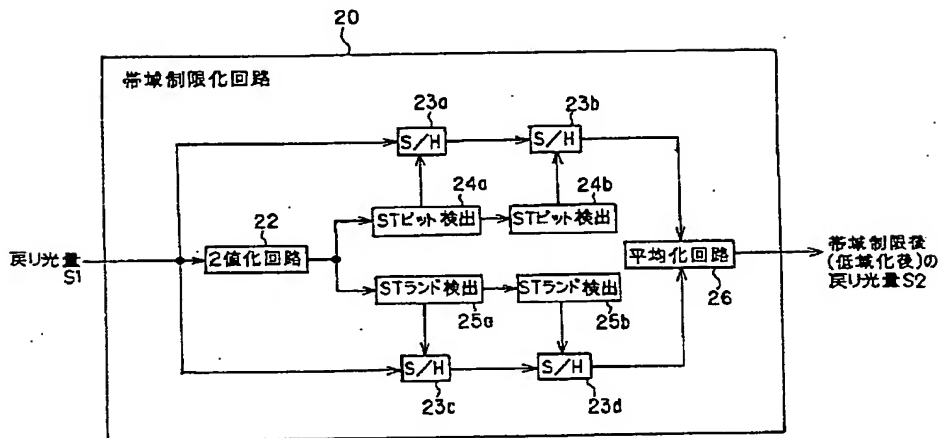 20
帯域制限化回路
23a
23b
S/H
S/H
24a
24b
STピット検出
STピット検出
22
戻り光量
S1
2値化回路
平均化回路
26
帯域制限後
(低域化後)の
戻り光量S2
STランド検出
STランド検出
25a
25b
S/H
S/H
23c
23d